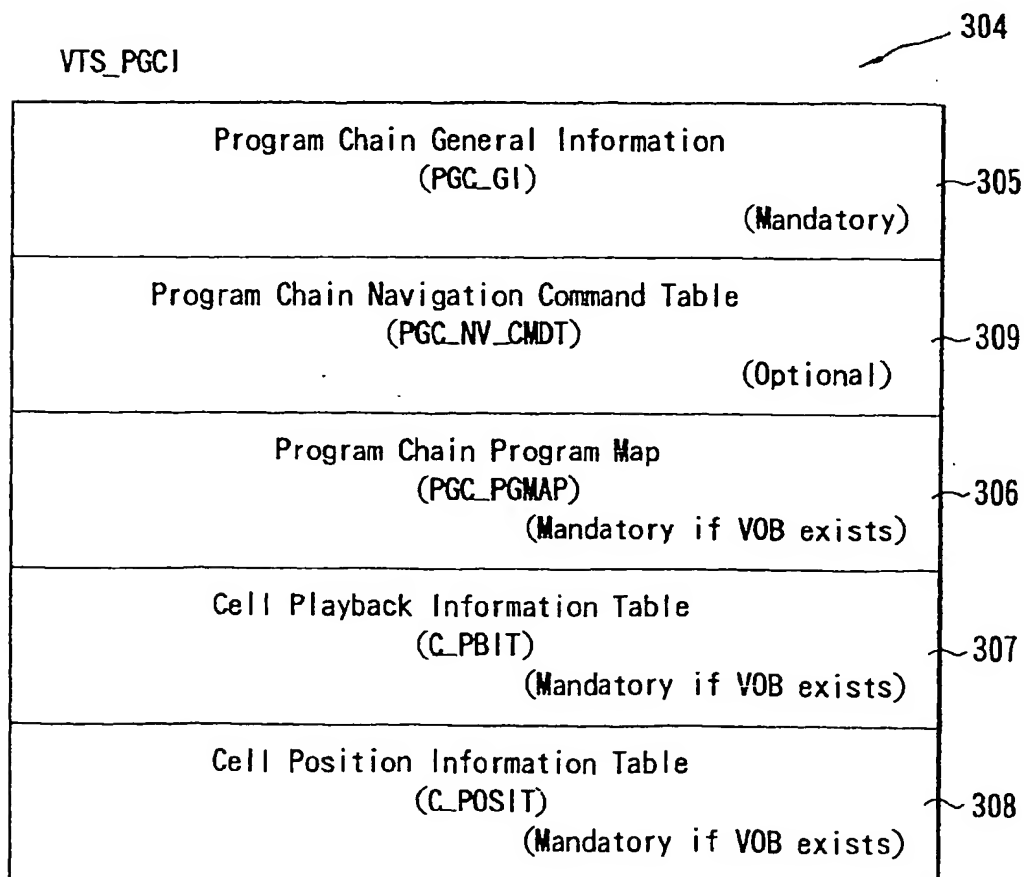 304
VTS_PGCI
Program Chain General Information
(PGC_GI)
305
(Mandatory)
Program Chain Navigation Command Table
(PGC_NV_CMDT)
309
(Optional)
Program Chain Program Map
(PGC_PGMAP)
306
(Mandatory if VOB exists)
Cell Playback Information Table
(C_PBIT)
307
(Mandatory if VOB exists)
Cell Position Information Table
(C_POSIT)
308
(Mandatory if VOB exists)